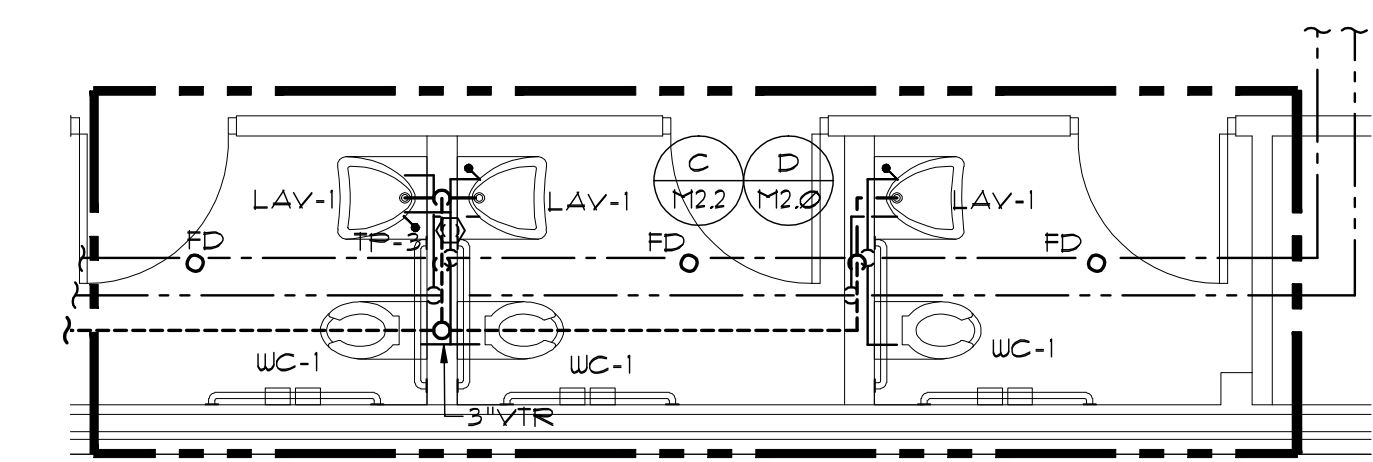 C
D
M2.2
M2.0
LAV-1
LAV-1
LAV-1
TP-3
FD
FD
FD
WC-1
WC-1
WC-1
3"VTR